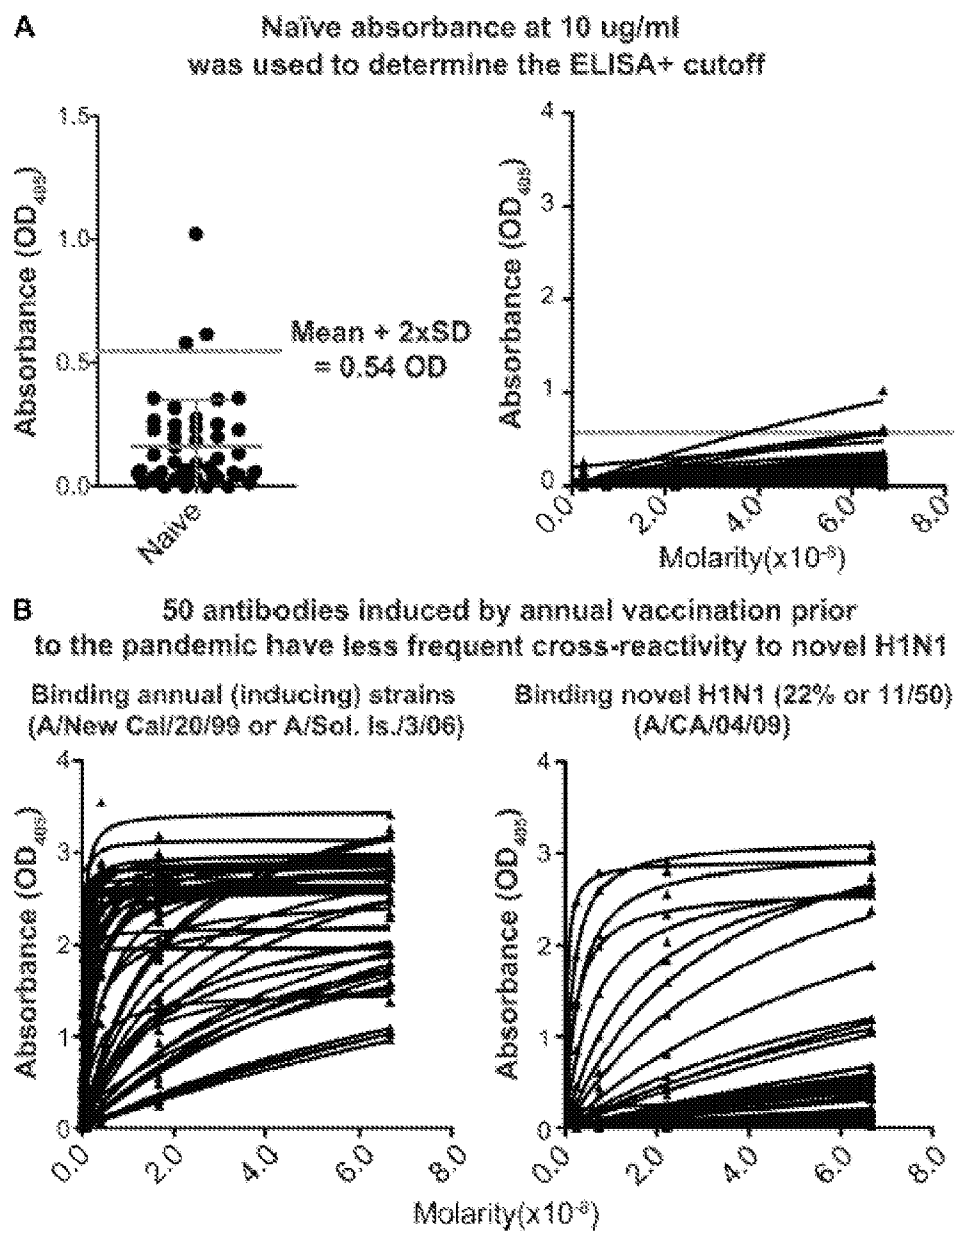 A
Naïve absorbance at 10 ug/ml
was used to determine the ELISA+ cutoff
Absorbance (OD485)
1.5
1.0
0.5
0.0
Naive
Mean + 2xSD
= 0.54 OD
Absorbance (OD485)
4
3
2
1
0
0.0 2.0 4.0 6.0 8.0
Molarity(x10-8)
B
50 antibodies induced by annual vaccination prior
to the pandemic have less frequent cross-reactivity to novel H1N1
Binding annual (inducing) strains
(A/New Cal/20/99 or A/Sol. Is./3/06)
Absorbance (OD485)
4
3
2
1
0
0.0 2.0 4.0 6.0 8.0
Binding novel H1N1 (22% or 11/50)
(A/CA/04/09)
Absorbance (OD485)
4
3
2
1
0
0.0 2.0 4.0 6.0 8.0
Molarity(x10-8)